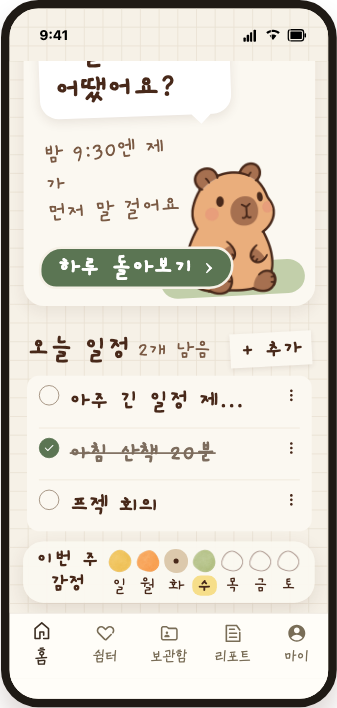 9:41
어땠어요?
밤 9:30엔 제
가
먼저 말 걸어요
하루 돌아보기 >
오늘 일정 2개 남음 + 추가
아주 긴 일정 제...
아침 산책 20분
프젝 회의
이번 주
감정
일 월 화 수 목 금 토
홈 쉼터 보관함 리포트 마이